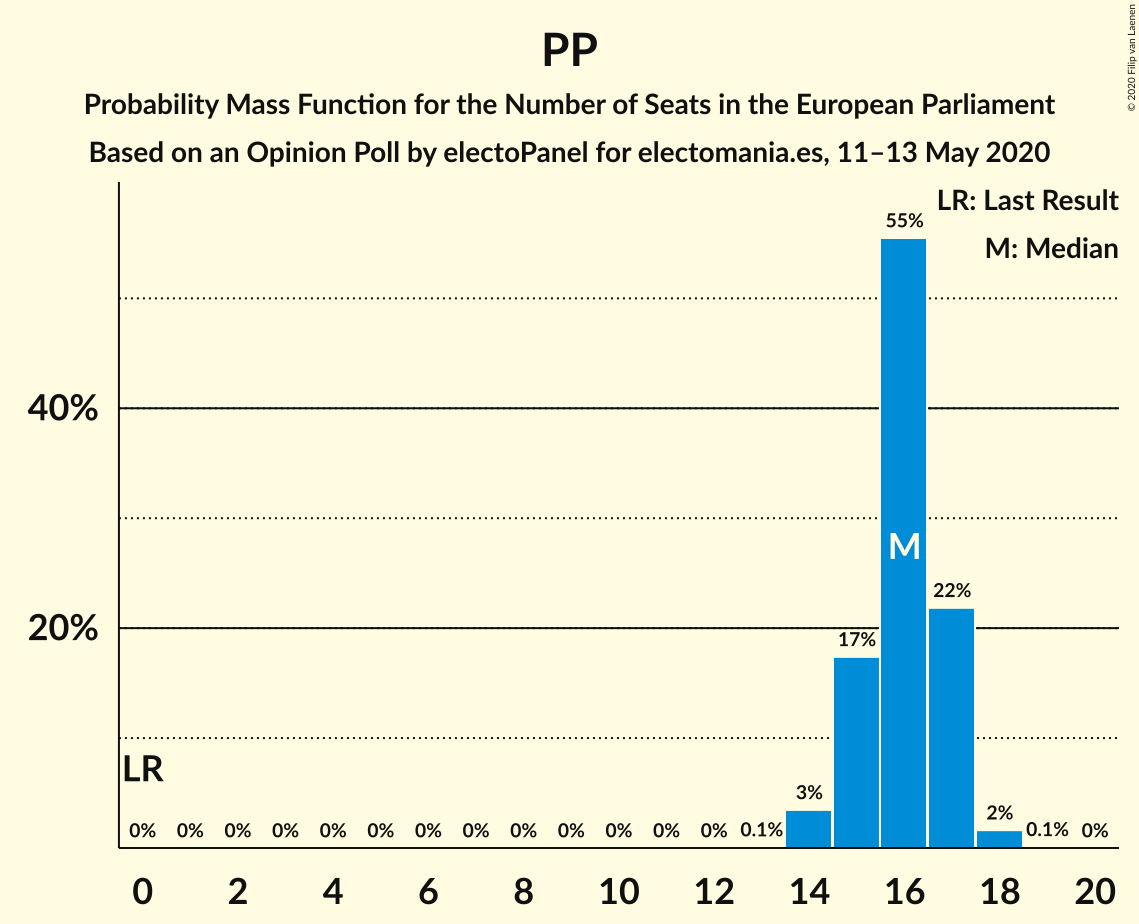 PP
Probability Mass Function for the Number of Seats in the European Parliament
Based on an Opinion Poll by electoPanel for electomania.es, 11–13 May 2020
© 2020 Filip van Laenen
LR: Last Result
M: Median
55%
40%
M
22%
20%
17%
LR
3%
2%
0% 0% 0% 0% 0% 0% 0% 0% 0% 0% 0% 0% 0% 0.1% 0.1% 0%
0 2 4 6 8 10 12 14 16 18 20